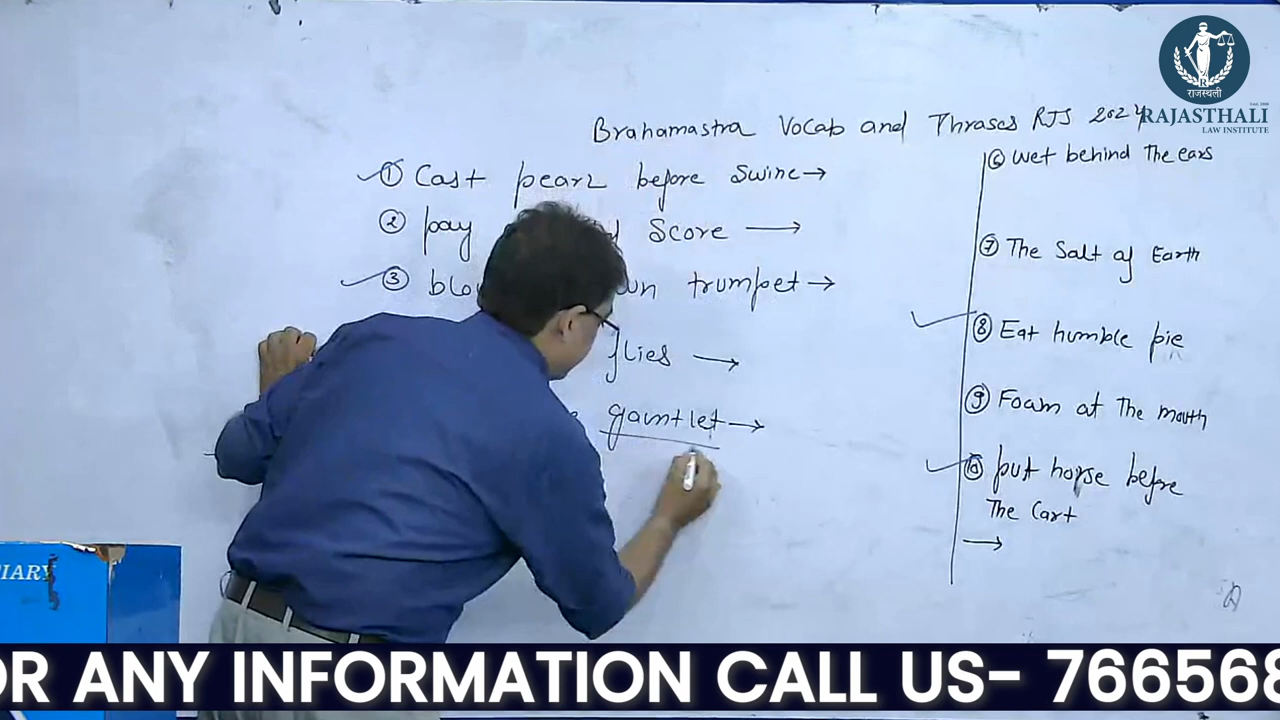 राजस्थली
RAJASTHALI
LAW INSTITUTE
Brahamastra Vocab and Thrases RJS 2024
① Cast pearl before Swine→
② pay Score →
③ trumpet →
flies →
gauntlet →
⑥ wet behind The ears
⑦ The Salt of Earth
⑧ Eat humble pie
⑨ Foam at The mouth
⑩ put horse before
The Cart
→
IARY
OR ANY INFORMATION CALL US- 766568